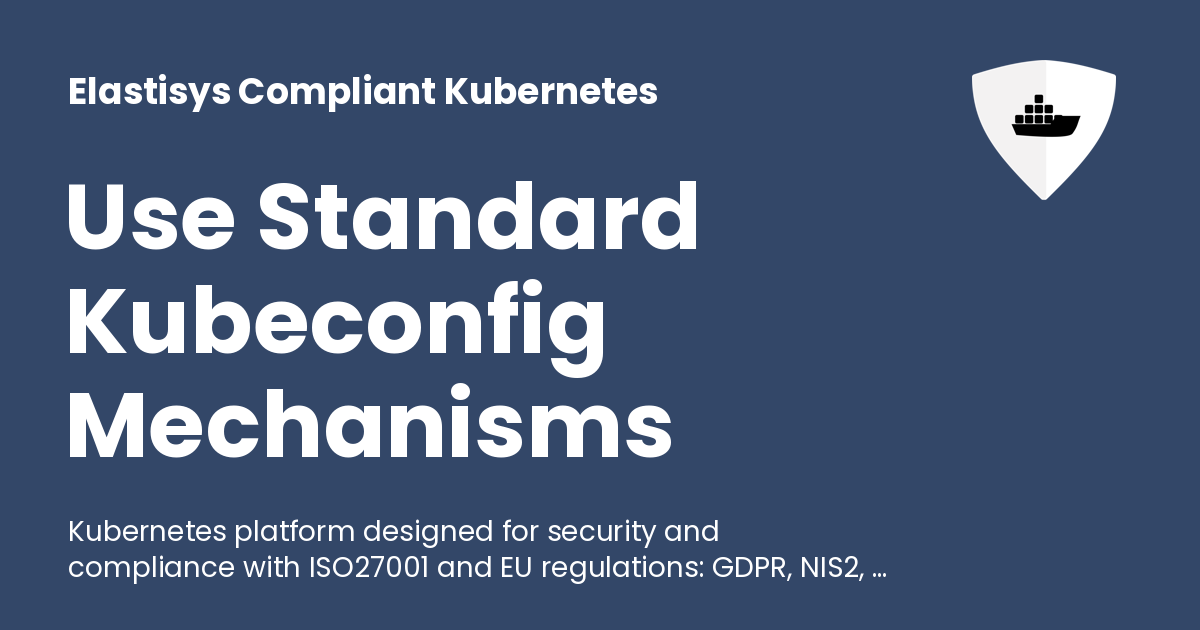 Elastisys Compliant Kubernetes
Use Standard
Kubeconfig
Mechanisms
Kubernetes platform designed for security and
compliance with ISO27001 and EU regulations: GDPR, NIS2, ...